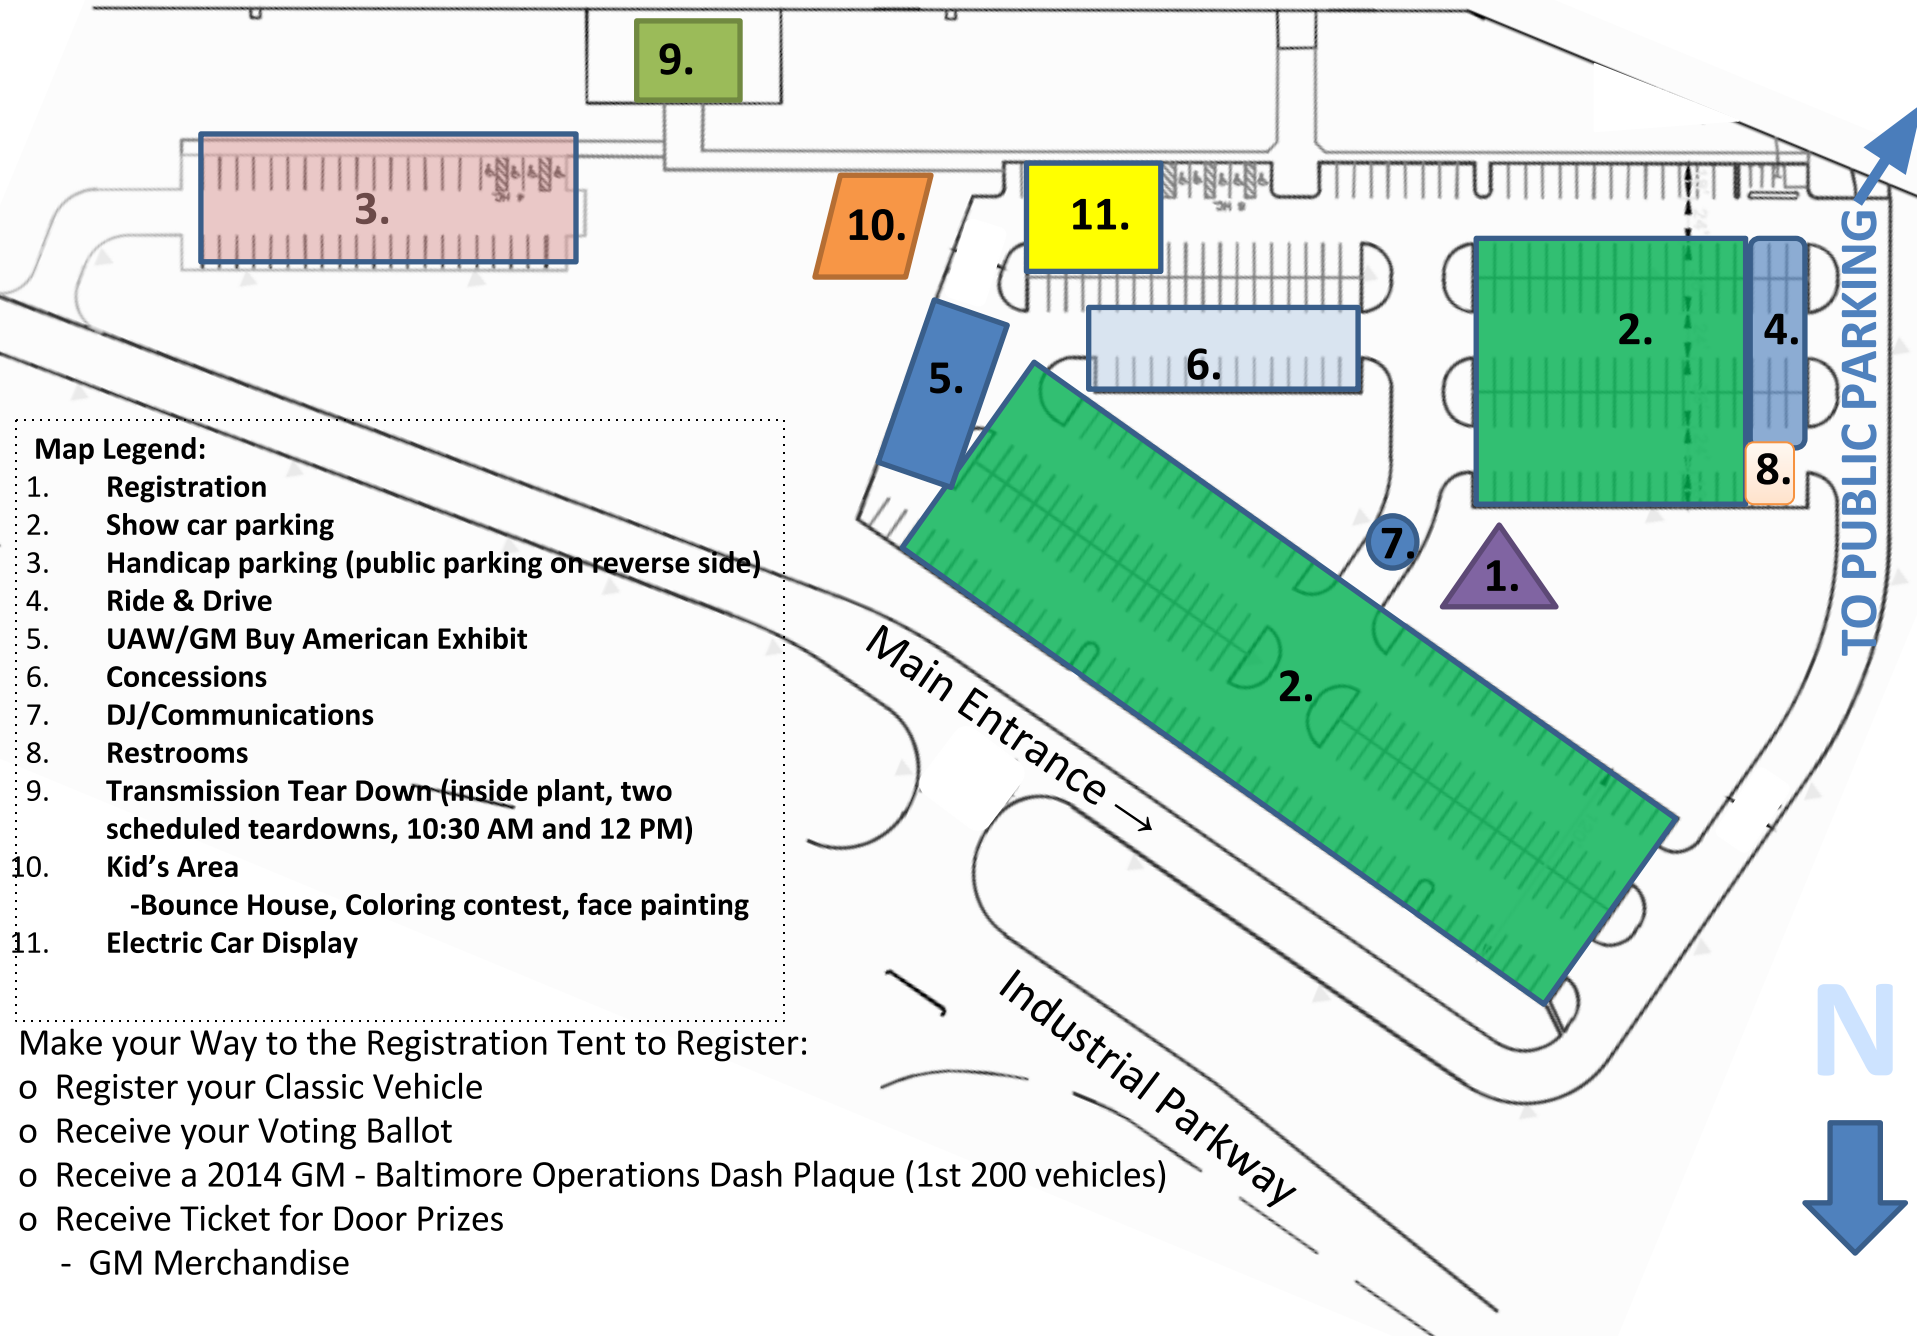 9.
3.
10.
11.
2.
4.
5.
6.
8.
7.
1.
2.
TO PUBLIC PARKING
Map Legend:
1. Registration
2. Show car parking
3. Handicap parking (public parking on reverse side)
4. Ride & Drive
5. UAW/GM Buy American Exhibit
6. Concessions
7. DJ/Communications
8. Restrooms
9. Transmission Tear Down (inside plant, two
scheduled teardowns, 10:30 AM and 12 PM)
10. Kid’s Area
-Bounce House, Coloring contest, face painting
11. Electric Car Display
Main Entrance →
Industrial Parkway
N
Make your Way to the Registration Tent to Register:
o Register your Classic Vehicle
o Receive your Voting Ballot
o Receive a 2014 GM - Baltimore Operations Dash Plaque (1st 200 vehicles)
o Receive Ticket for Door Prizes
- GM Merchandise